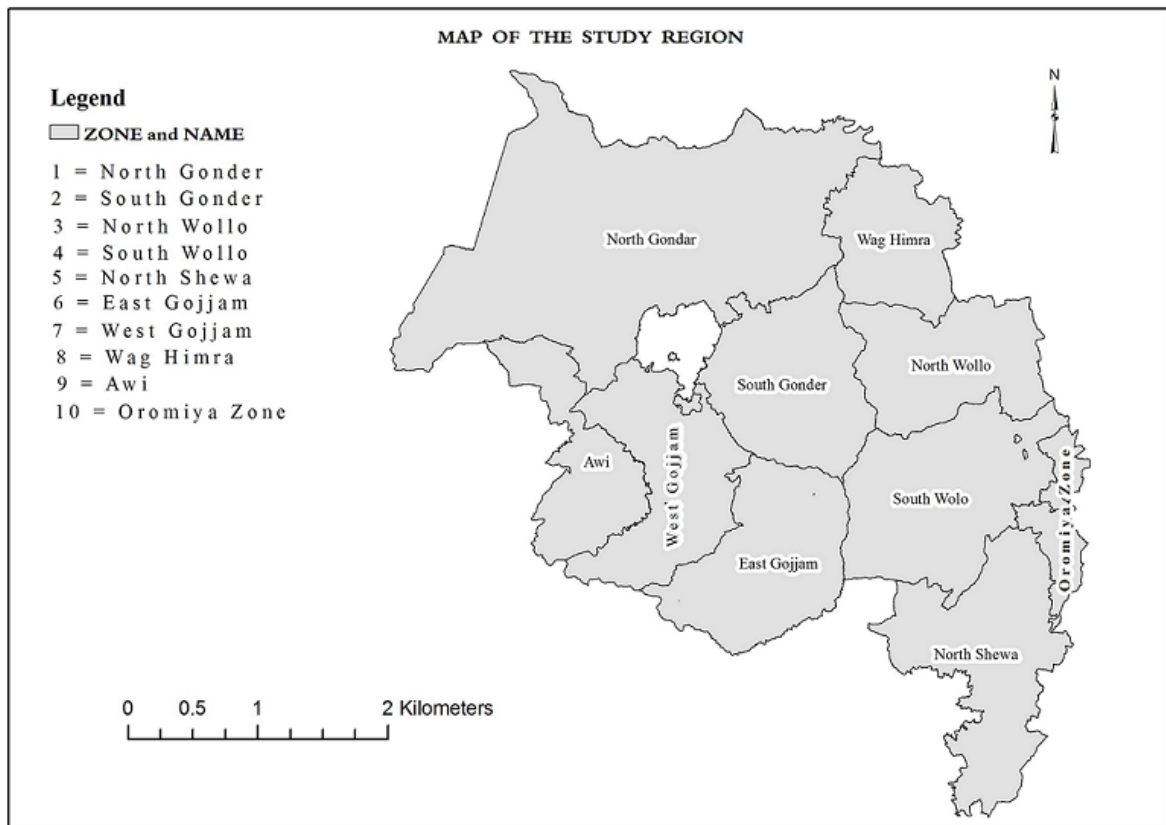 MAP OF THE STUDY REGION
N
Legend
ZONE and NAME
1 = North Gonder
2 = South Gonder
3 = North Wollo
4 = South Wollo
5 = North Shewa
6 = East Gojjam
7 = West Gojjam
8 = Wag Himra
9 = Awi
10 = Oromiya Zone
North Gondar
Wag Himra
North Wollo
South Gonder
Awi
West Gojjam
South Wolo
Oromiya Zone
East Gojjam
North Shewa
0 0.5 1 2 Kilometers